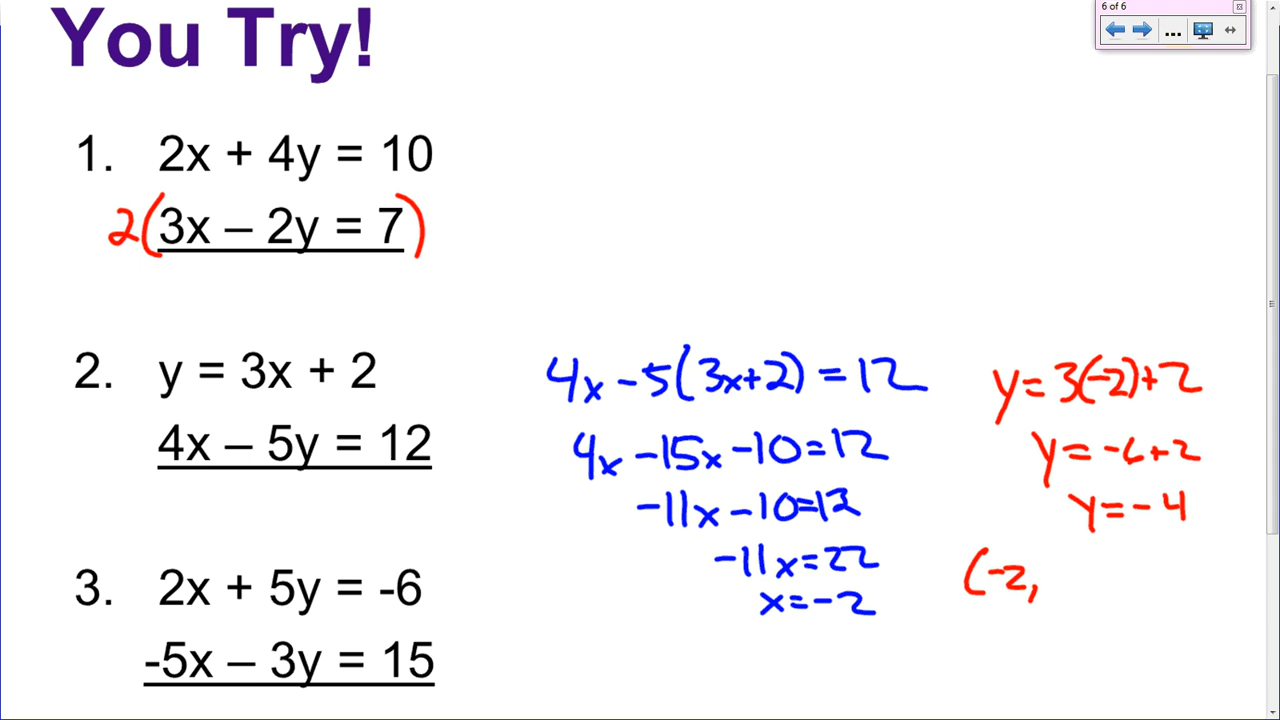 6 of 6
You Try!
1. 2x + 4y = 10
2(3x – 2y = 7)
2. y = 3x + 2
4x – 5y = 12
4x - 5(3x+2) = 12
4x - 15x - 10 = 12
-11x - 10 = 12
-11x = 22
x = -2
y = 3(-2)+2
y = -6+2
y = -4
(-2,
3. 2x + 5y = -6
-5x – 3y = 15